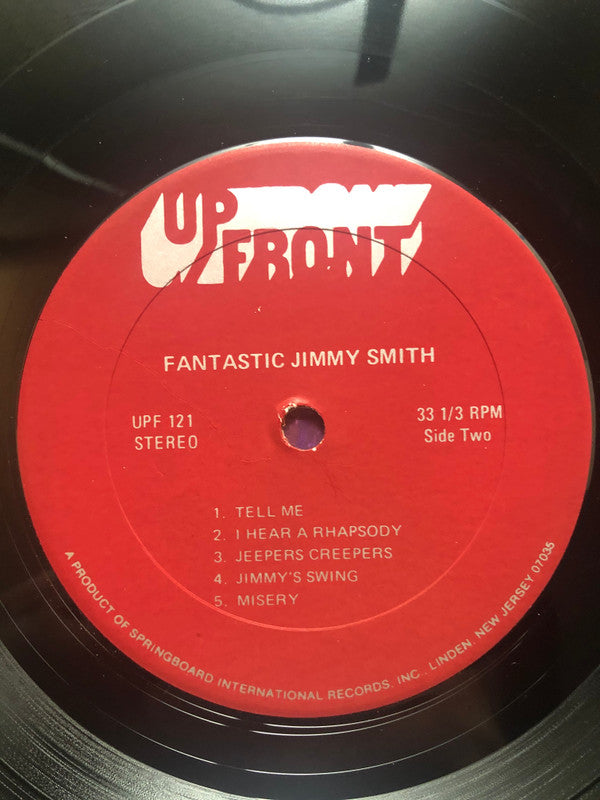 UP FRONT
FANTASTIC JIMMY SMITH
UPF 121
STEREO
33 1/3 RPM
Side Two
1. TELL ME
2. I HEAR A RHAPSODY
3. JEEPERS CREEPERS
4. JIMMY'S SWING
5. MISERY
A PRODUCT OF SPRINGBOARD INTERNATIONAL RECORDS, INC., LINDEN, NEW JERSEY 07035